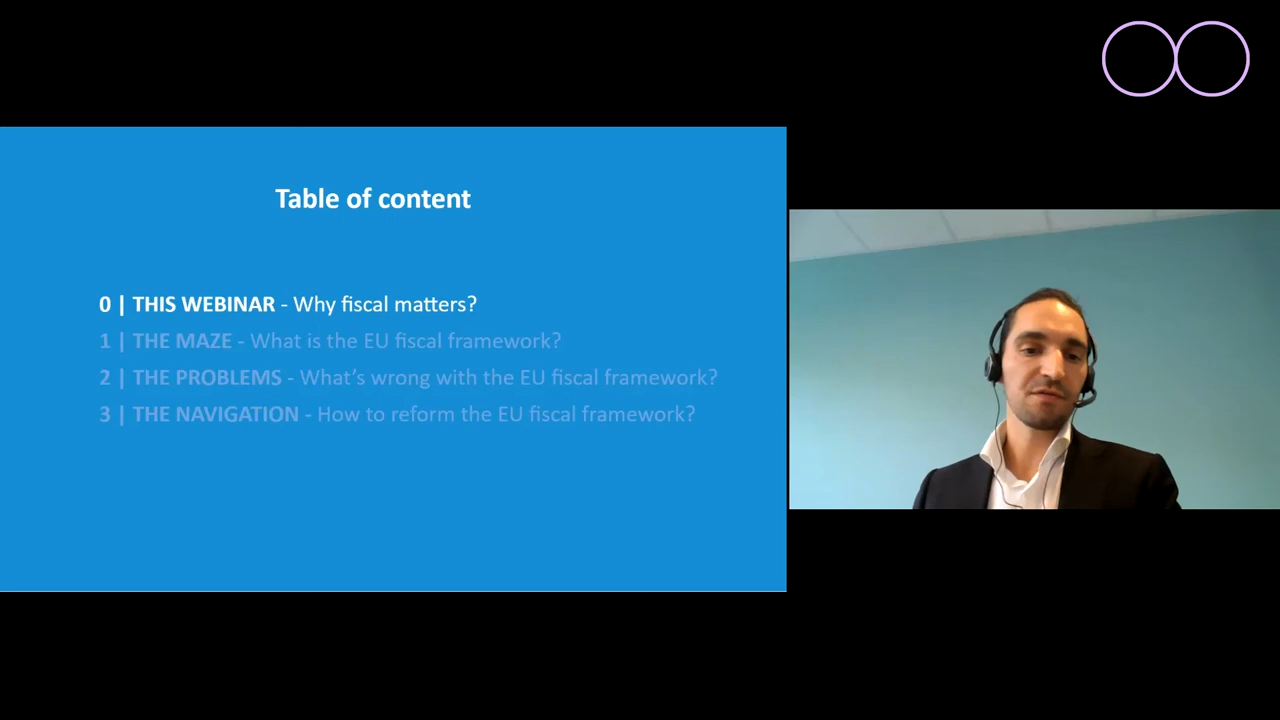 Table of content
0 | THIS WEBINAR - Why fiscal matters?
1 | THE MAZE - What is the EU fiscal framework?
2 | THE PROBLEMS - What's wrong with the EU fiscal framework?
3 | THE NAVIGATION - How to reform the EU fiscal framework?